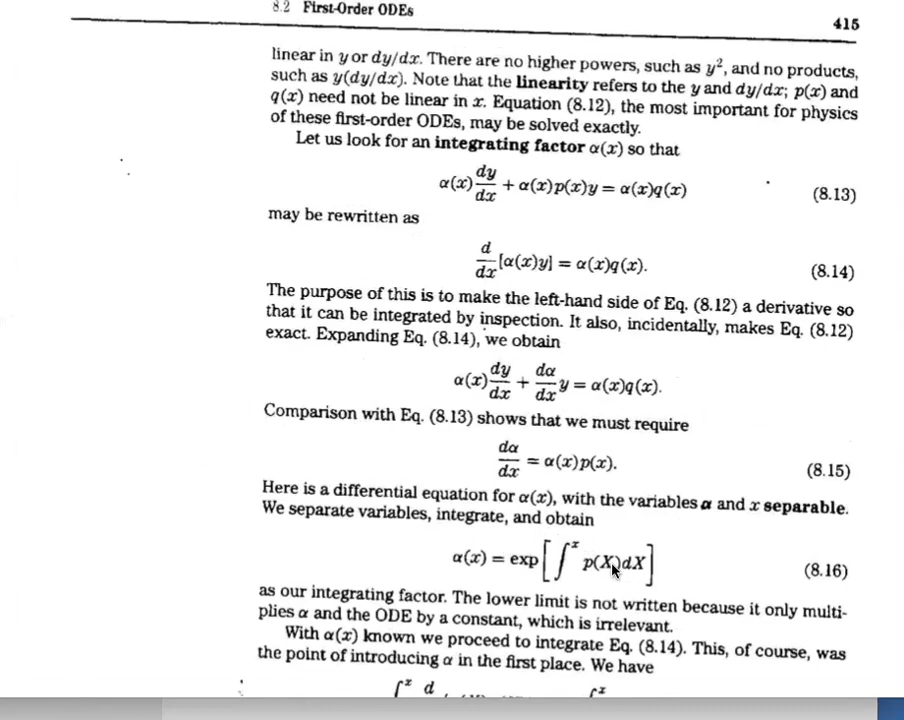 8.2 First-Order ODEs
415
linear in y or dy/dx. There are no higher powers, such as y², and no products,
such as y(dy/dx). Note that the linearity refers to the y and dy/dx; p(x) and
q(x) need not be linear in x. Equation (8.12), the most important for physics
of these first-order ODEs, may be solved exactly.
Let us look for an integrating factor α(x) so that
α(x) dy/dx + α(x)p(x)y = α(x)q(x) (8.13)
may be rewritten as
d/dx [α(x)y] = α(x)q(x). (8.14)
The purpose of this is to make the left-hand side of Eq. (8.12) a derivative so
that it can be integrated by inspection. It also, incidentally, makes Eq. (8.12)
exact. Expanding Eq. (8.14), we obtain
α(x) dy/dx + dα/dx y = α(x)q(x).
Comparison with Eq. (8.13) shows that we must require
dα/dx = α(x)p(x). (8.15)
Here is a differential equation for α(x), with the variables α and x separable.
We separate variables, integrate, and obtain
α(x) = exp[∫ˣ p(X)dX] (8.16)
as our integrating factor. The lower limit is not written because it only multi-
plies α and the ODE by a constant, which is irrelevant.
With α(x) known we proceed to integrate Eq. (8.14). This, of course, was
the point of introducing α in the first place. We have
∫ˣ d ∫ˣ